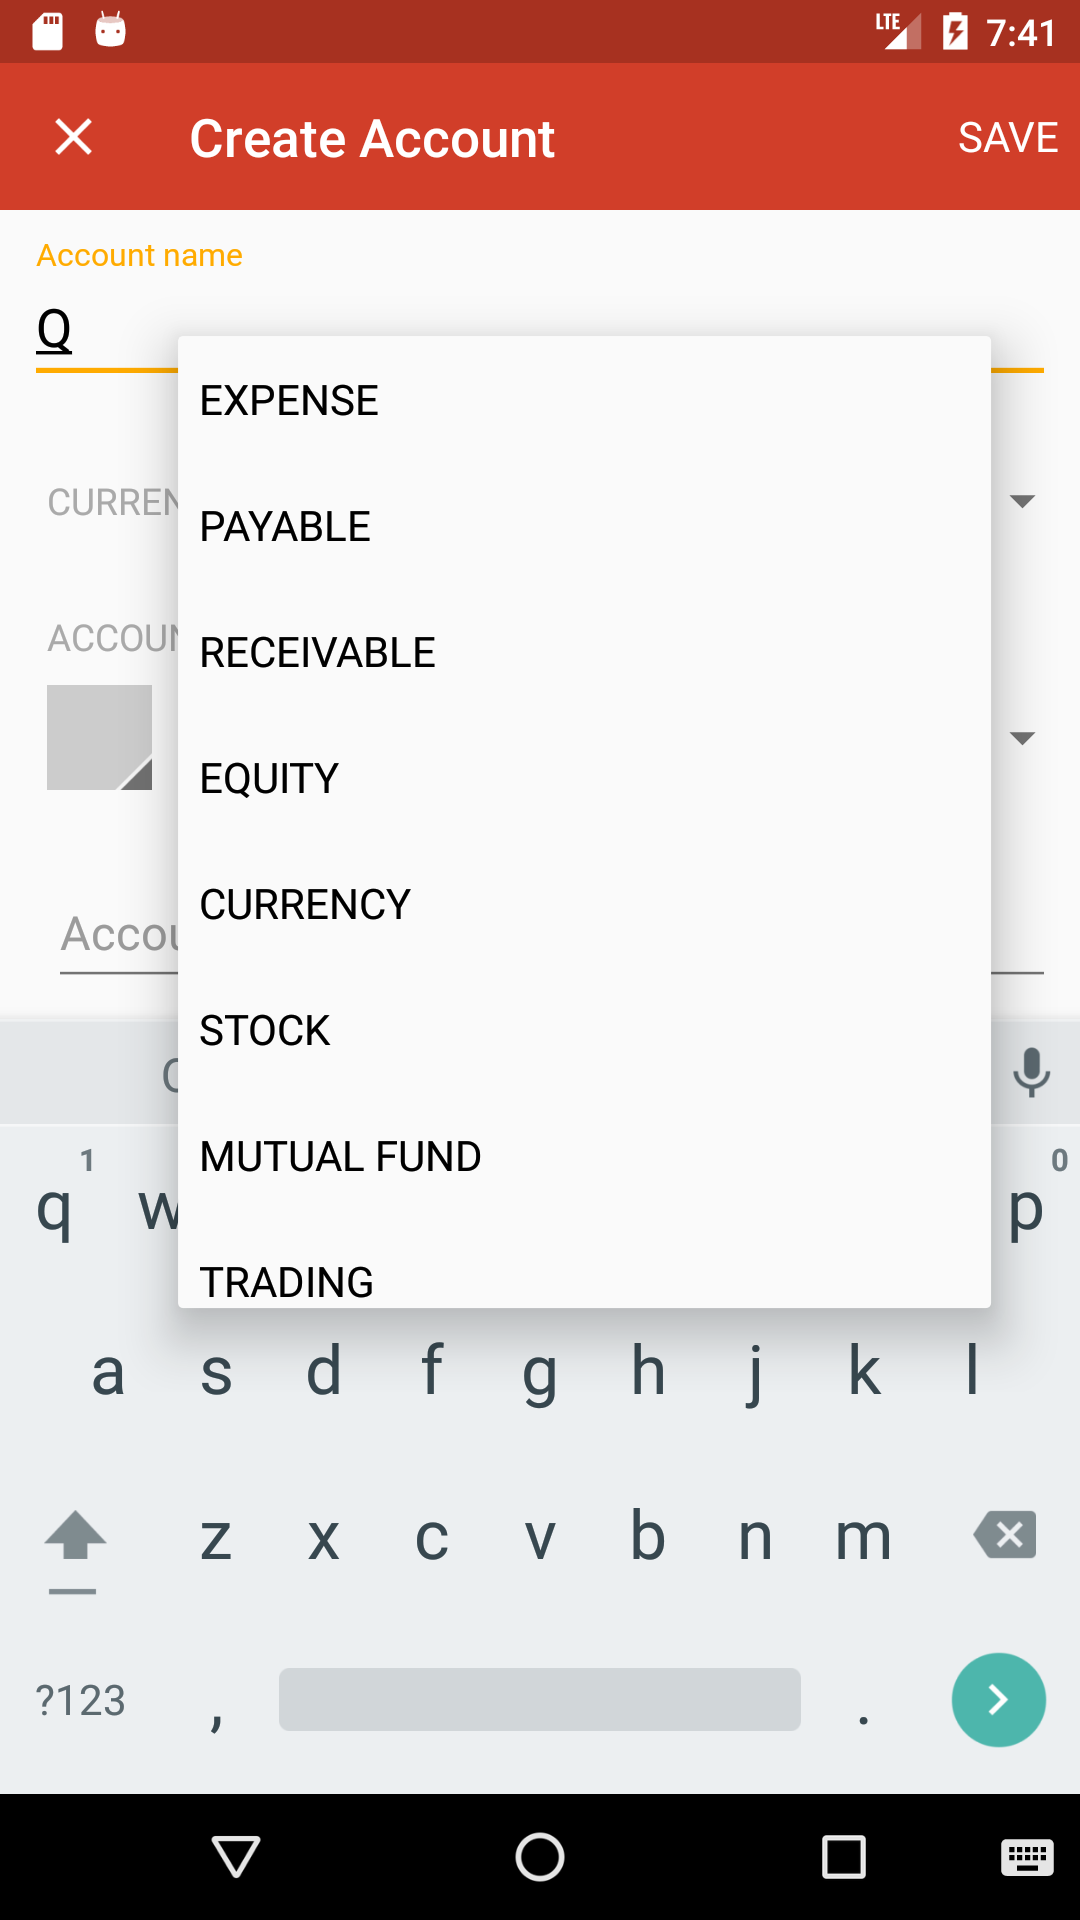 LTE 7:41
Create Account SAVE
Account name
Q
EXPENSE
CURREN
PAYABLE
ACCOUN
RECEIVABLE
EQUITY
CURRENCY
Accou
STOCK
MUTUAL FUND
1 0
q w p
TRADING
a s d f g h j k l
z x c v b n m
?123 , .